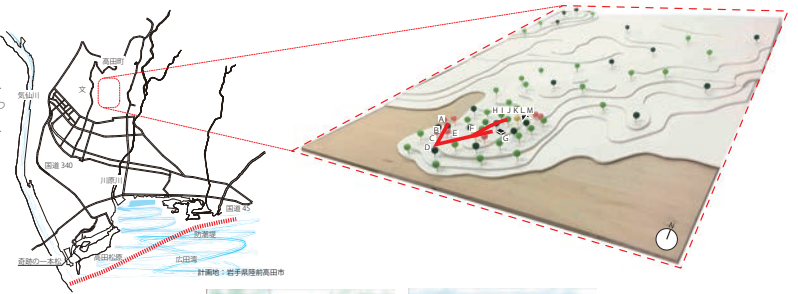 高田町
文
気仙川
国道 340
川原川
国道 45
防潮堤
高田松原
広田湾
奇跡の一本松
計画地：岩手県陸前高田市
A
B
C
D
E
F
G
H I J K L M
N